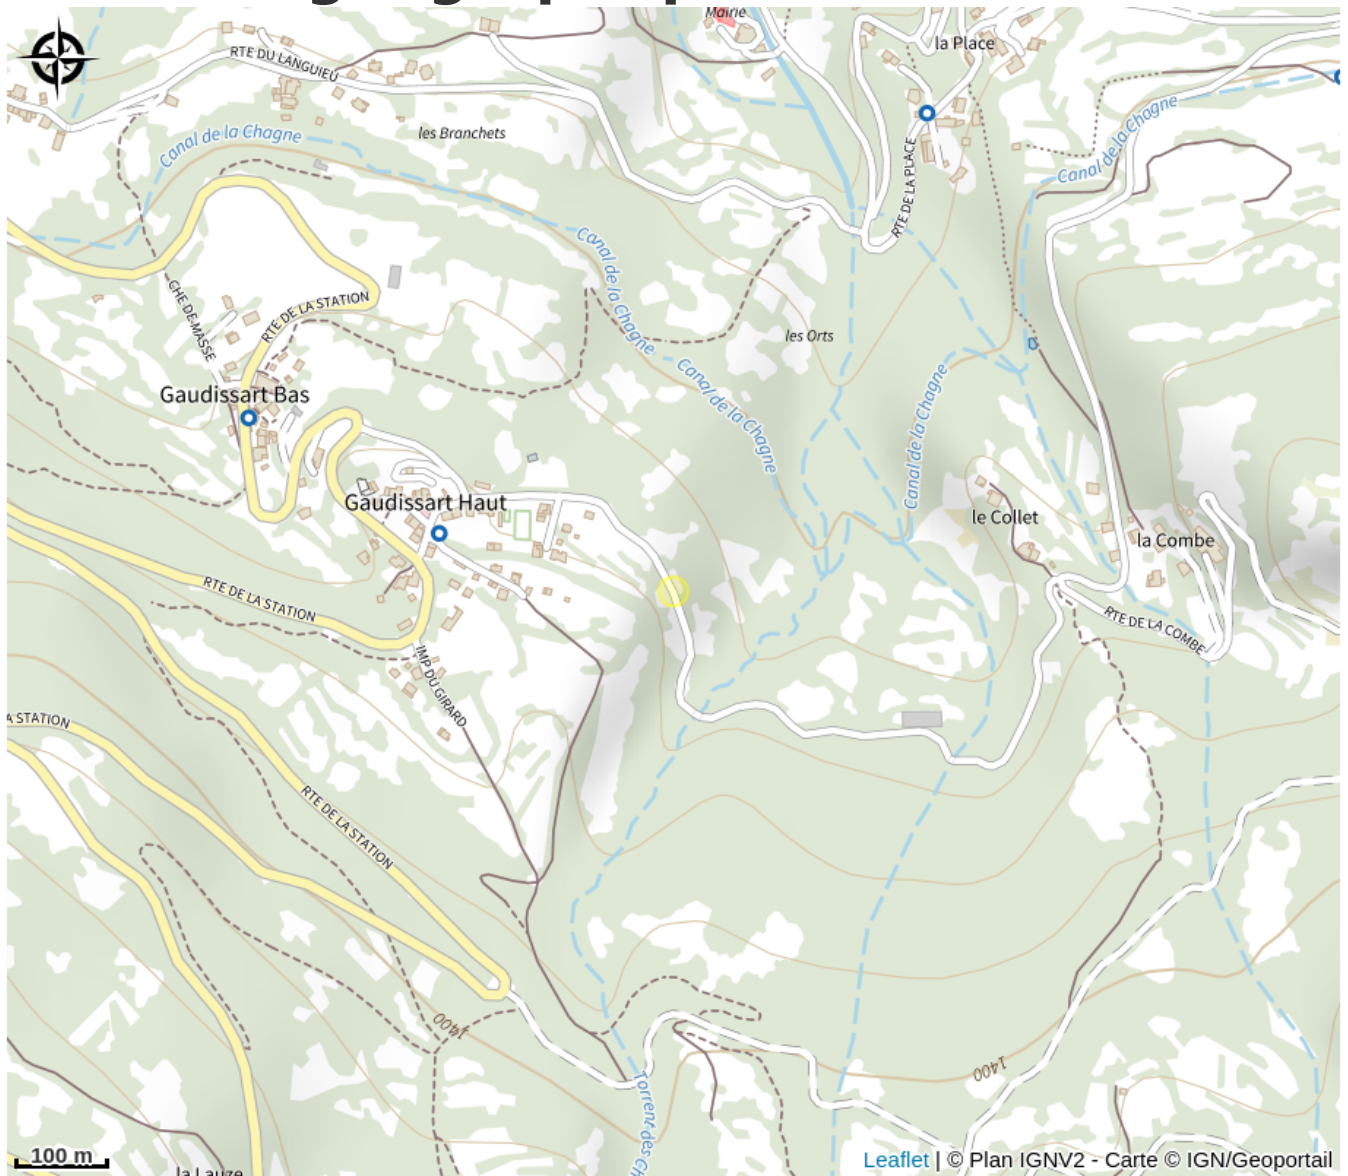 Mairie
la Place
RTE DU LANGUIEU
les Branchets
Canal de la Chagne
Canal de la Chagne
RTE DE LA PLACE
Canal de la Chagne
CHE DE MASSE
RTE DE LA STATION
les Orts
Canal de la Chagne
Canal de la Chagne
Gaudissart Bas
Gaudissart Haut
le Collet
la Combe
RTE DE LA STATION
RTE DE LA COMBE
IMP DU GIRARD
A STATION
RTE DE LA STATION
1400
1400
Torrent des
100 m
la Lauze
Leaflet | © Plan IGNV2 - Carte © IGN/Geoportail